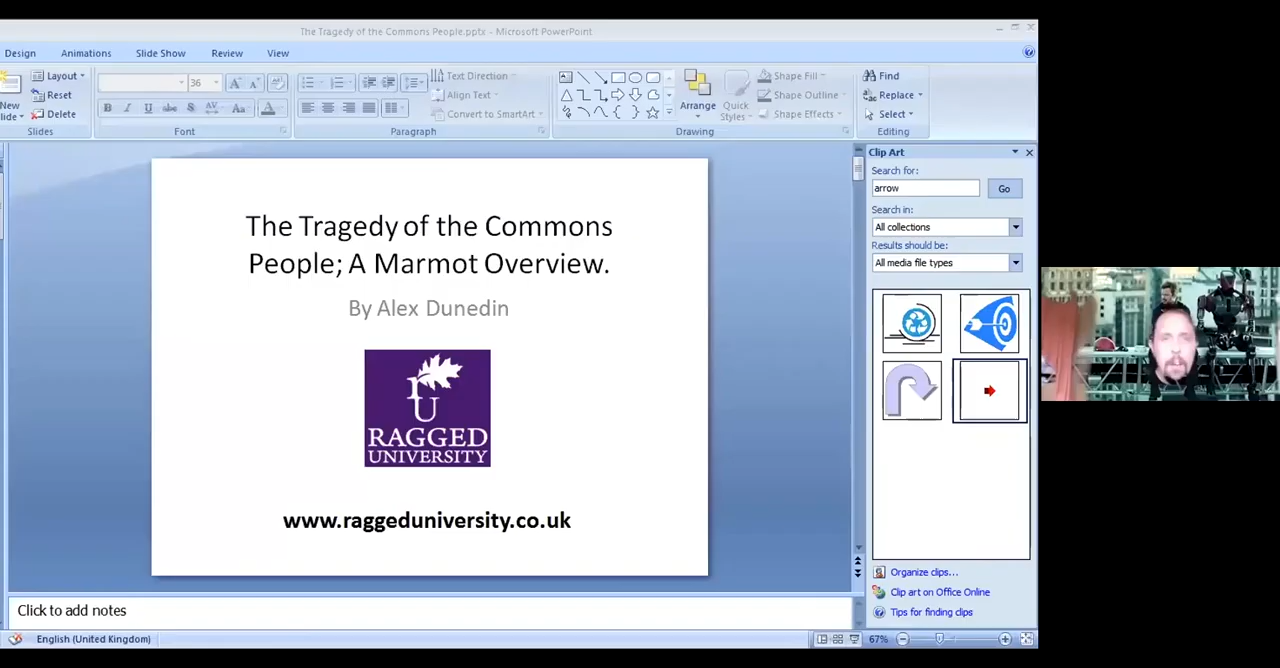 The Tragedy of the Commons People.pptx - Microsoft PowerPoint
Design Animations Slide Show Review View
Layout
Reset
New
Delete
Slides
36
B I U abc S AV Aa A
Font
Paragraph
Text Direction
Align Text
Convert to SmartArt
Arrange
Quick
Styles
Shape Fill
Shape Outline
Shape Effects
Drawing
Find
Replace
Select
Editing
The Tragedy of the Commons
People; A Marmot Overview.
By Alex Dunedin
RAGGED
UNIVERSITY
www.raggeduniversity.co.uk
Clip Art
Search for:
arrow
Go
Search in:
All collections
Results should be:
All media file types
Organize clips...
Clip art on Office Online
Tips for finding clips
Click to add notes
English (United Kingdom)
67%